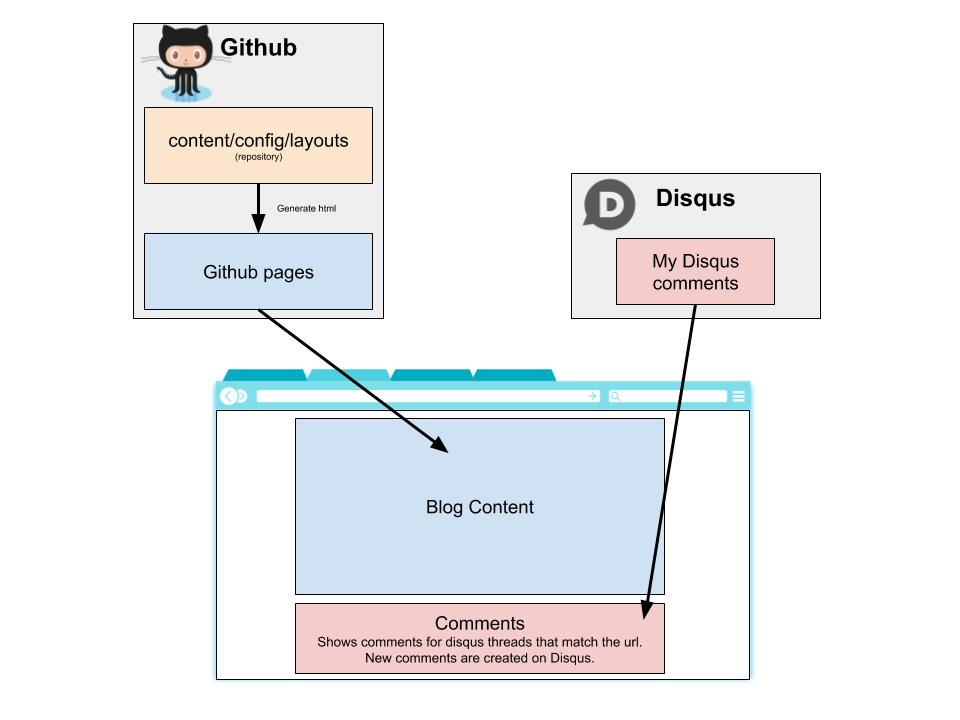 Github
content/config/layouts
(repository)
Generate html
Github pages
D
Disqus
My Disqus
comments
Blog Content
Comments
Shows comments for disqus threads that match the url.
New comments are created on Disqus.